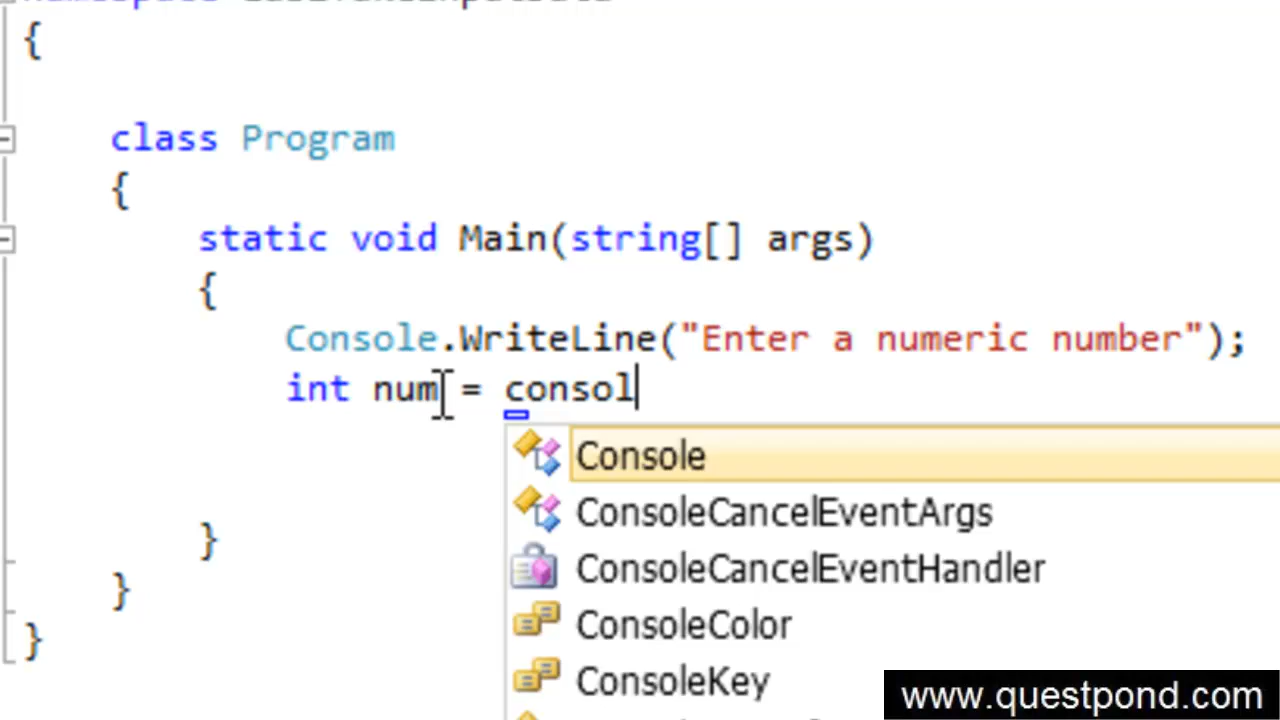 {
class Program
{
static void Main(string[] args)
{
Console.WriteLine("Enter a numeric number");
int num = consol
Console
ConsoleCancelEventArgs
ConsoleCancelEventHandler
ConsoleColor
ConsoleKey
}
}
}
www.questpond.com